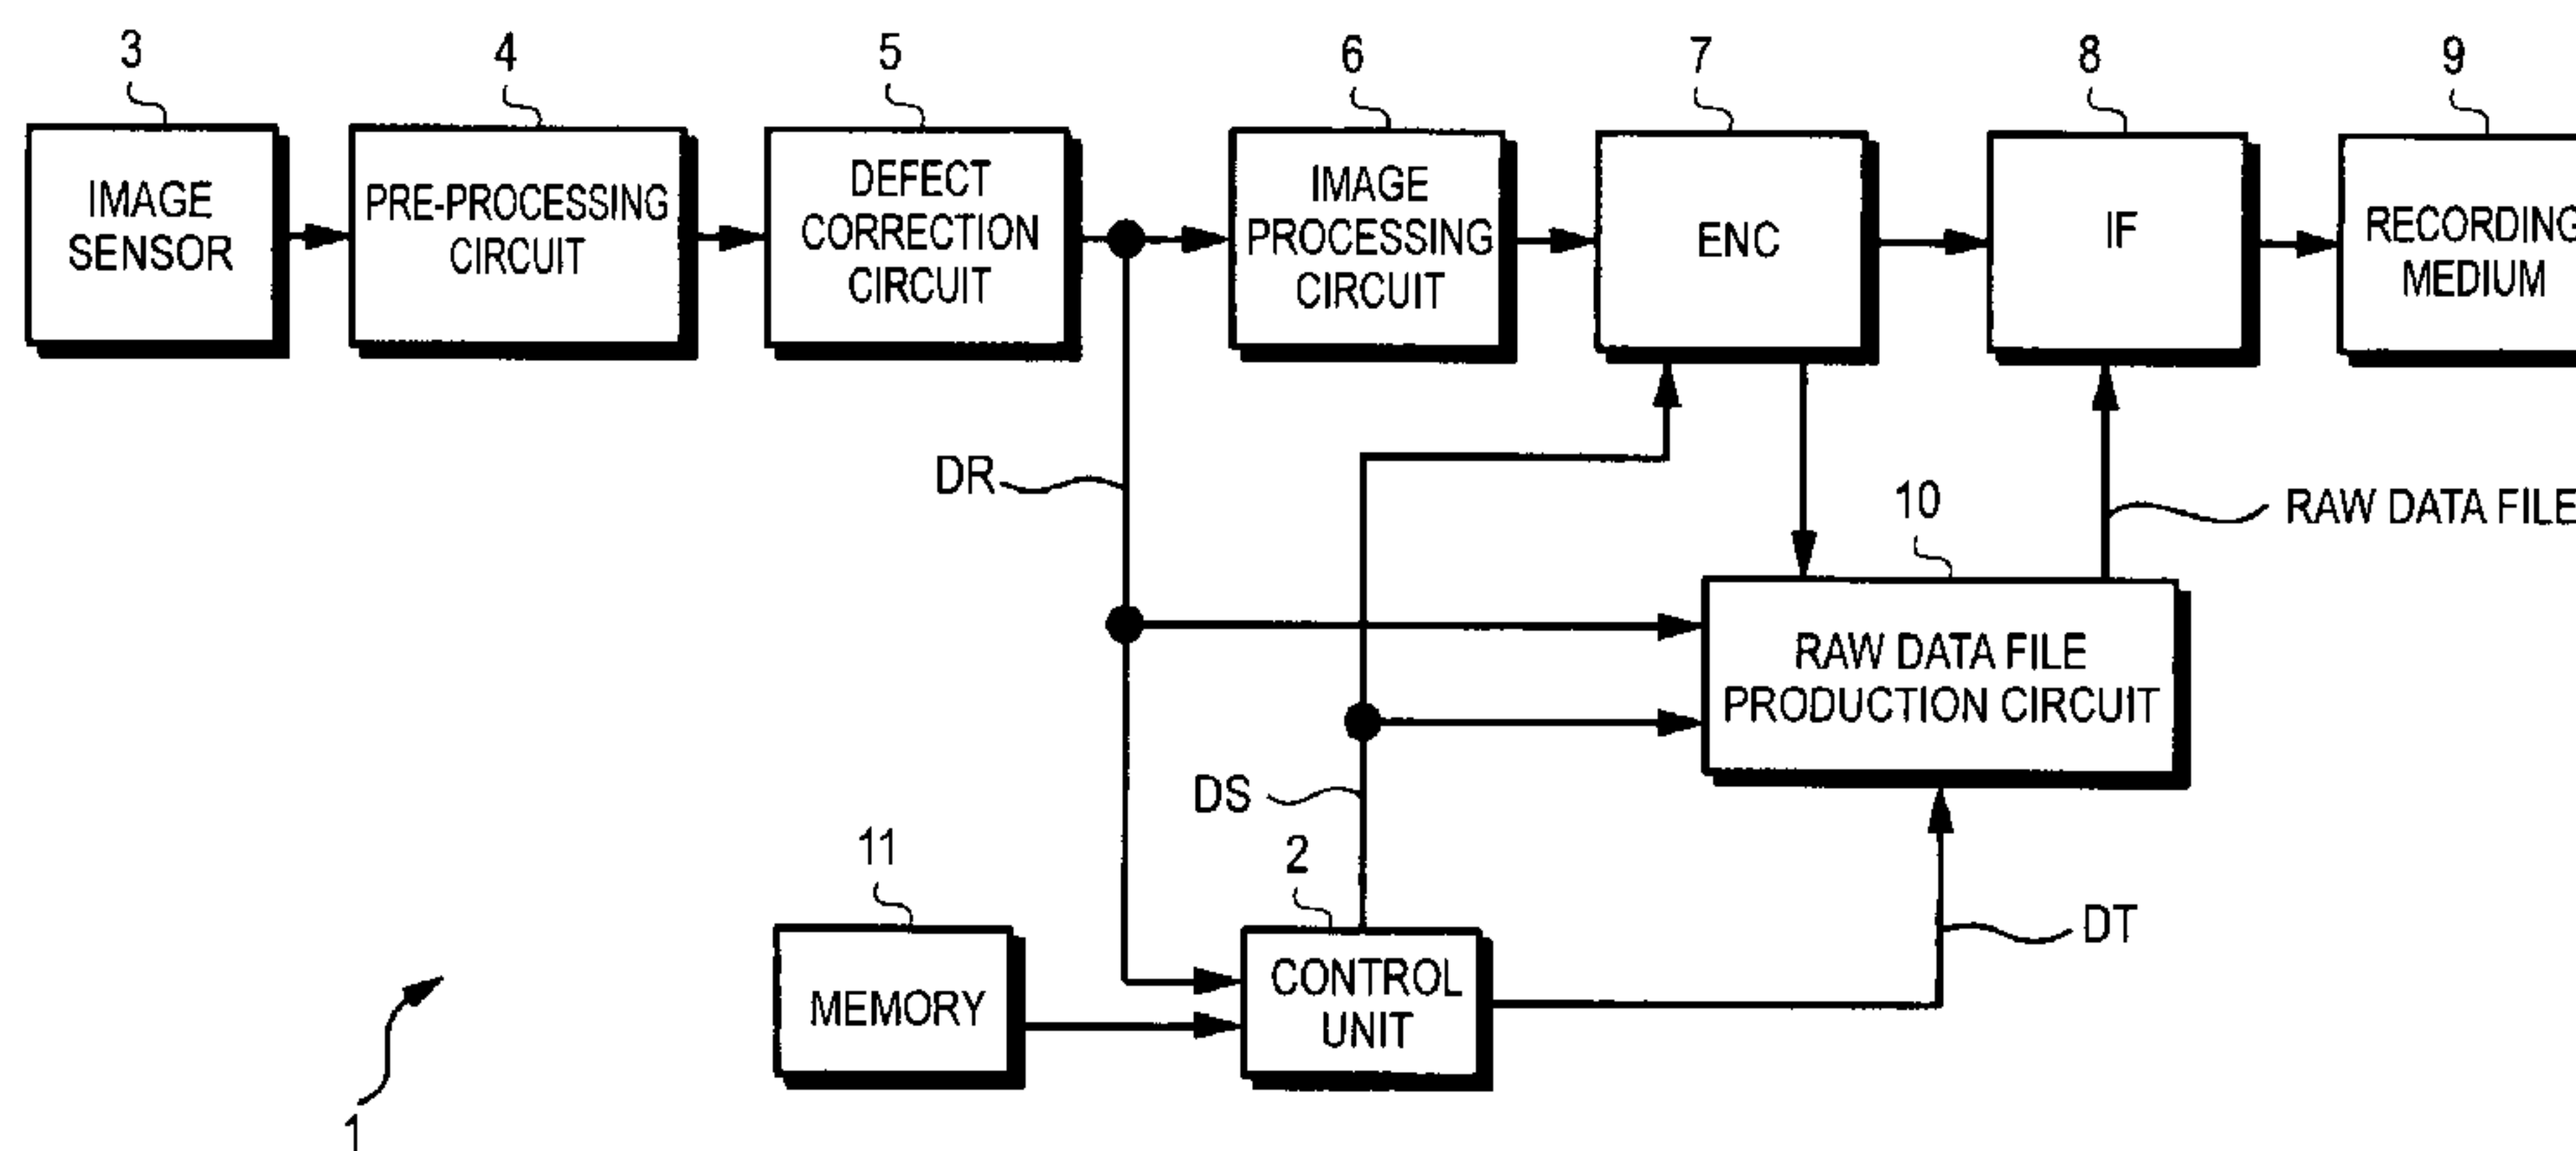 3
4
5
6
7
8
9
IMAGE
SENSOR
PRE-PROCESSING
CIRCUIT
DEFECT
CORRECTION
CIRCUIT
IMAGE
PROCESSING
CIRCUIT
ENC
IF
RECORDING
MEDIUM
DR
10
RAW DATA FILE
RAW DATA FILE
PRODUCTION CIRCUIT
DS
11
2
MEMORY
CONTROL
UNIT
DT
1